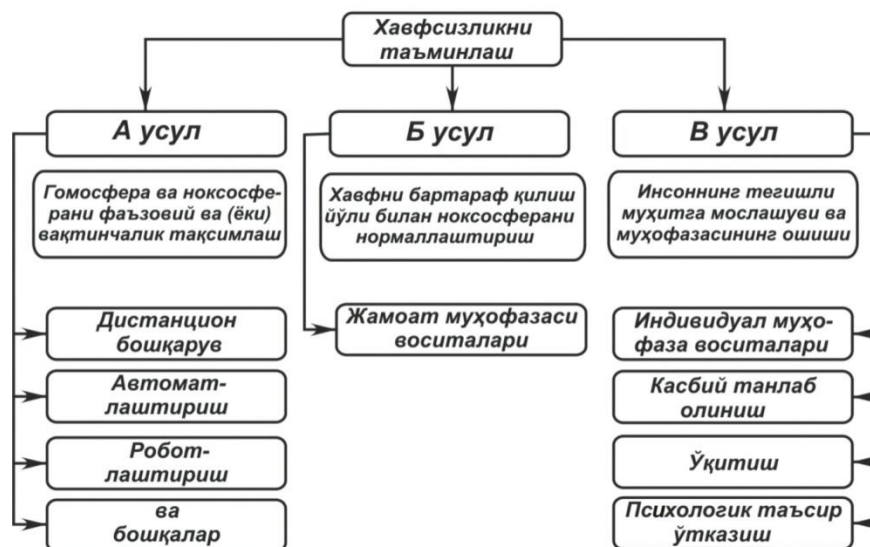 Хавфсизликни
таъминлаш
А усул
Б усул
В усул
Гомосфера ва ноксосфе-
рани фаъзовий ва (ёки)
вақтинчалик тақсимлаш
Хавфни бартараф қилиш
йўли билан ноксосферани
нормаллаштириш
Инсоннинг тегишли
муҳитга мослашуви ва
муҳофазасининг ошиши
Дистанцион
бошқарув
Автомат-
лаштириш
Робот-
лаштириш
ва
бошқалар
Жамоат муҳофазаси
воситалари
Индивидуал муҳо-
фаза воситалари
Касбий танлаб
олиниш
Ўқитиш
Психологик таъсир
ўтказиш